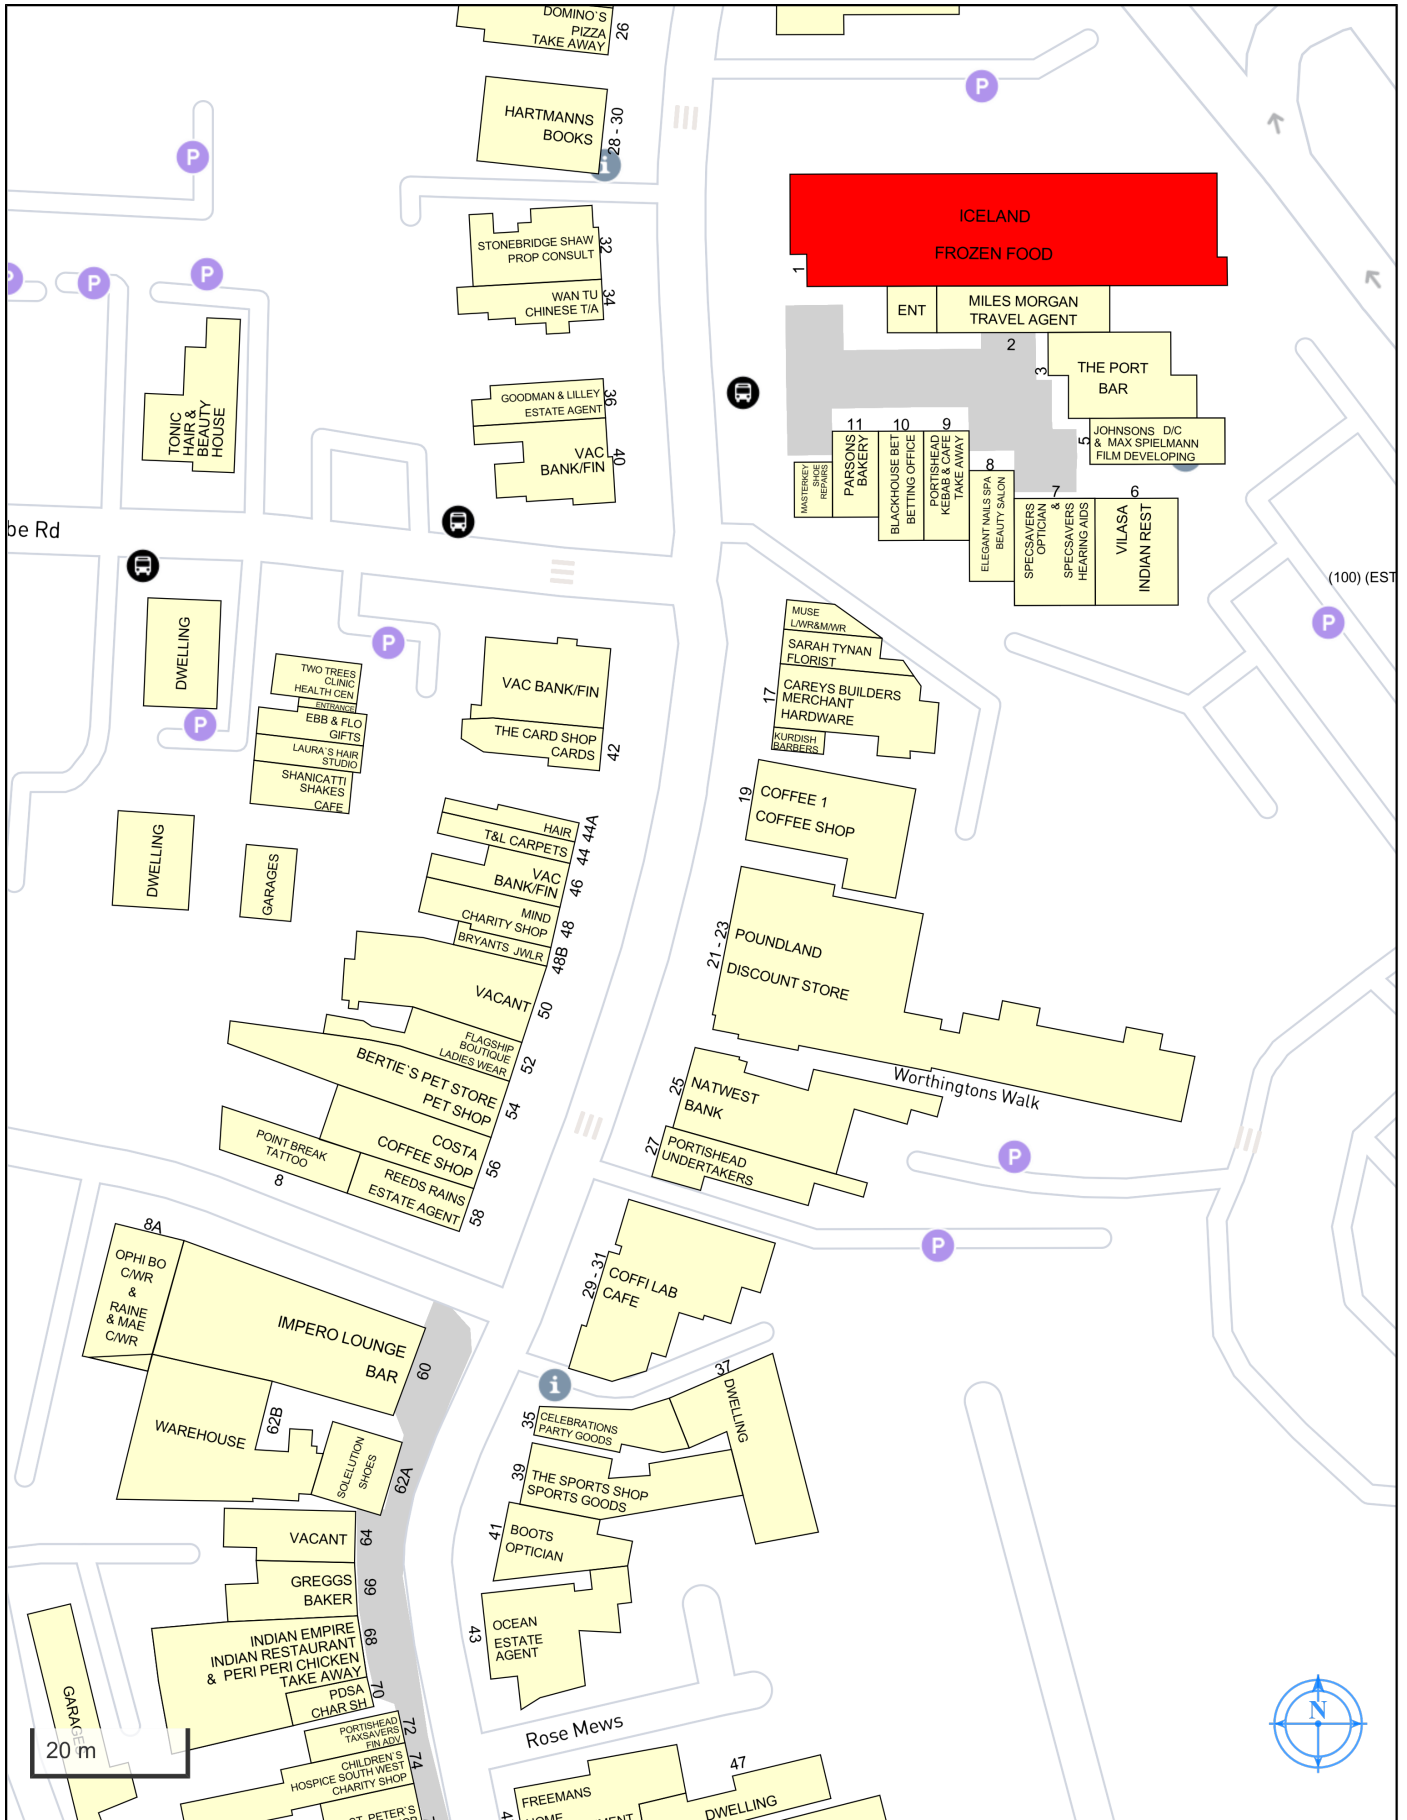 DOMINO`S
PIZZA
TAKE AWAY
26
HARTMANNS
BOOKS
28 - 30
P
i
P
STONEBRIDGE SHAW
PROP CONSULT
32
WAN TU
CHINESE T/A
34
P
P
P
ICELAND
FROZEN FOOD
1
ENT
MILES MORGAN
TRAVEL AGENT
2
3
THE PORT
BAR
5
JOHNSONS D/C
& MAX SPIELMANN
FILM DEVELOPING
TONIC
HAIR &
BEAUTY
HOUSE
GOODMAN & LILLEY
ESTATE AGENT
36
VAC
BANK/FIN
40
MASTERKEY
SHOE
REPAIRS
11
PARSONS
BAKERY
10
BLACKHOUSE BET
BETTING OFFICE
9
PORTISHEAD
KEBAB & CAFE
TAKE AWAY
8
ELEGANT NAILS SPA
BEAUTY SALON
7
SPECSAVERS
OPTICIAN
&
SPECSAVERS
HEARING AIDS
6
VILASA
INDIAN REST
be Rd
(100) (EST
P
DWELLING
P
P
TWO TREES
CLINIC
HEALTH CEN
ENTRANCE
EBB & FLO
GIFTS
LAURA`S HAIR
STUDIO
SHANICATTI
SHAKES
CAFE
VAC BANK/FIN
THE CARD SHOP
CARDS
42
MUSE
L/WR&M/WR
SARAH TYNAN
FLORIST
17
CAREYS BUILDERS
MERCHANT
HARDWARE
KURDISH
BARBERS
19
COFFEE 1
COFFEE SHOP
DWELLING
GARAGES
HAIR
44A
T&L CARPETS
44
VAC
BANK/FIN
46
MIND
CHARITY SHOP
48
BRYANTS JWLR
48B
VACANT
50
FLAGSHIP
BOUTIQUE
LADIES WEAR
52
BERTIE`S PET STORE
PET SHOP
54
COSTA
COFFEE SHOP
56
REEDS RAINS
ESTATE AGENT
58
POINT BREAK
TATTOO
8
21 - 23
POUNDLAND
DISCOUNT STORE
Worthingtons Walk
25
NATWEST
BANK
27
PORTISHEAD
UNDERTAKERS
P
P
8A
OPHI BO
C/WR
&
RAINE
& MAE
C/WR
IMPERO LOUNGE
BAR
60
29 - 31
COFFI LAB
CAFE
i
WAREHOUSE
62B
SOLELUTION
SHOES
62A
35
CELEBRATIONS
PARTY GOODS
37
DWELLING
39
THE SPORTS SHOP
SPORTS GOODS
41
BOOTS
OPTICIAN
VACANT
64
GREGGS
BAKER
66
INDIAN EMPIRE
INDIAN RESTAURANT
& PERI PERI CHICKEN
TAKE AWAY
68
PDSA
CHAR SH
70
43
OCEAN
ESTATE
AGENT
PORTISHEAD
TAXSAVERS
FIN ADV
72
CHILDREN`S
HOSPICE SOUTH WEST
CHARITY SHOP
74
ST. PETER`S
Rose Mews
FREEMANS
HOME
47
DWELLING
20 m
N